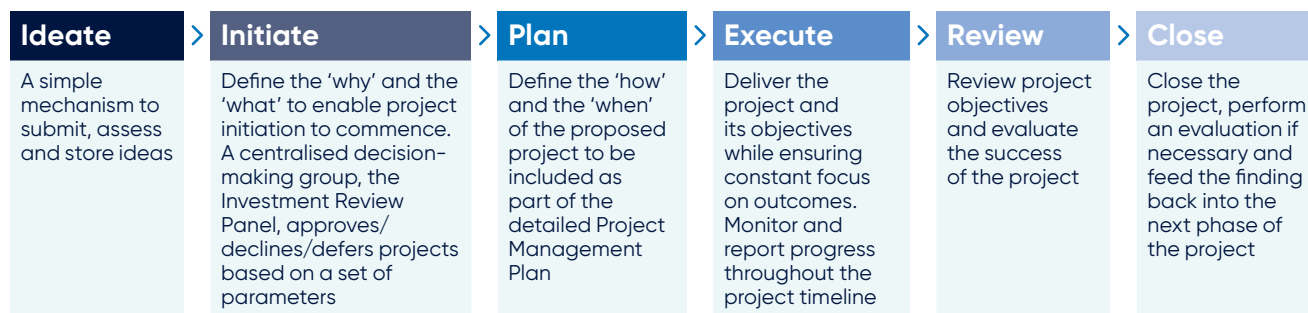 Ideate
A simple
mechanism to
submit, assess
and store ideas
Initiate
Define the ‘why’ and the
‘what’ to enable project
initiation to commence.
A centralised decision-
making group, the
Investment Review
Panel, approves/
declines/defers projects
based on a set of
parameters
Plan
Define the ‘how’
and the ‘when’
of the proposed
project to be
included as
part of the
detailed Project
Management
Plan
Execute
Deliver the
project and
its objectives
while ensuring
constant focus
on outcomes.
Monitor and
report progress
throughout the
project timeline
Review
Review project
objectives
and evaluate
the success
of the project
Close
Close the
project, perform
an evaluation if
necessary and
feed the finding
back into the
next phase of
the project